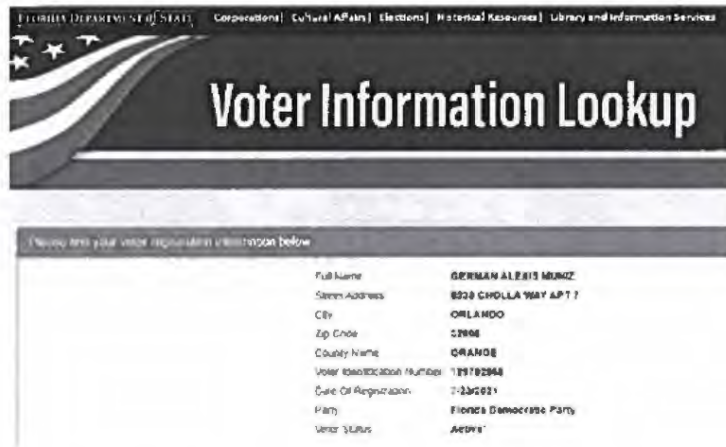 FLORIDA DEPARTMENT of STATE Corporations| Cultural Affairs| Elections| Historical Resources| Library and Information Services
Voter Information Lookup
Please find your voter registration information below
Full Name GERMAN ALEXIS MUNIZ
Street Address CHOLLA WAY APT 7
City ORLANDO
Zip Code
County Name ORANGE
Voter Identification Number
Date Of Registration
Party Florida Democratic Party
Voter Status Active*